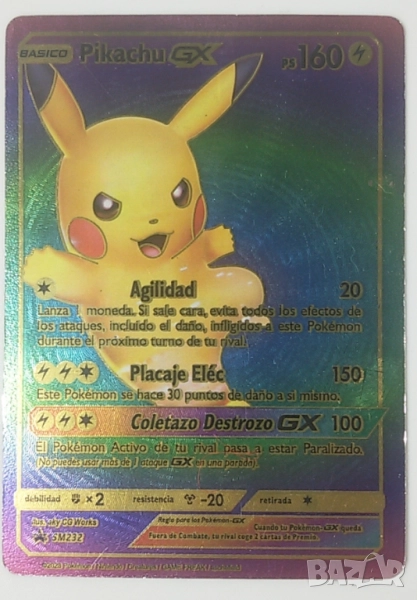 BÁSICO Pikachu GX PS 160
Agilidad 20
Lanza 1 moneda. Si sale cara, evita todos los efectos de
los ataques, incluido el daño, infligidos a este Pokémon
durante el próximo turno de tu rival.
Placaje Eléc 150
Este Pokémon se hace 30 puntos de daño a sí mismo.
Coletazo Destrozo GX 100
El Pokémon Activo de tu rival pasa a estar Paralizado.
(No puedes usar más de 1 ataque GX en una partida).
debilidad ×2 resistencia -20 retirada
CG Works
SM232
Regla para los Pokémon-GX
Cuando tu Pokémon-GX queda
Fuera de Combate, tu rival coge 2 cartas de Premio.
BAZAR